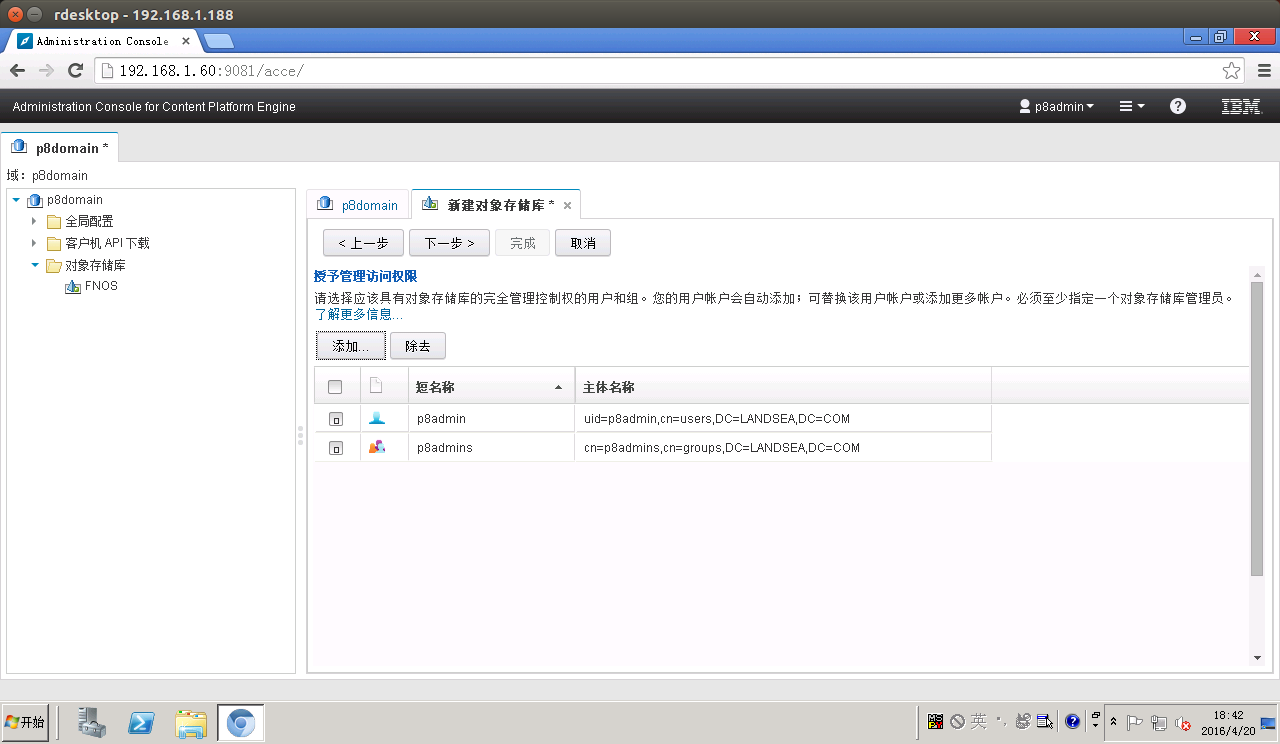 rdesktop - 192.168.1.188
Administration Console
192.168.1.60:9081/acce/
Administration Console for Content Platform Engine
p8admin
IBM
p8domain *
域：p8domain
p8domain
全局配置
客户机 API 下载
对象存储库
FNOS
p8domain
新建对象存储库 *
< 上一步
下一步 >
完成
取消
授予管理访问权限
请选择应该具有对象存储库的完全管理控制权的用户和组。您的用户帐户会自动添加；可替换该用户帐户或添加更多帐户。必须至少指定一个对象存储库管理员。
了解更多信息...
添加...
除去
短名称
主体名称
p8admin
uid=p8admin,cn=users,DC=LANDSEA,DC=COM
p8admins
cn=p8admins,cn=groups,DC=LANDSEA,DC=COM
开始
英
18:42
2016/4/20